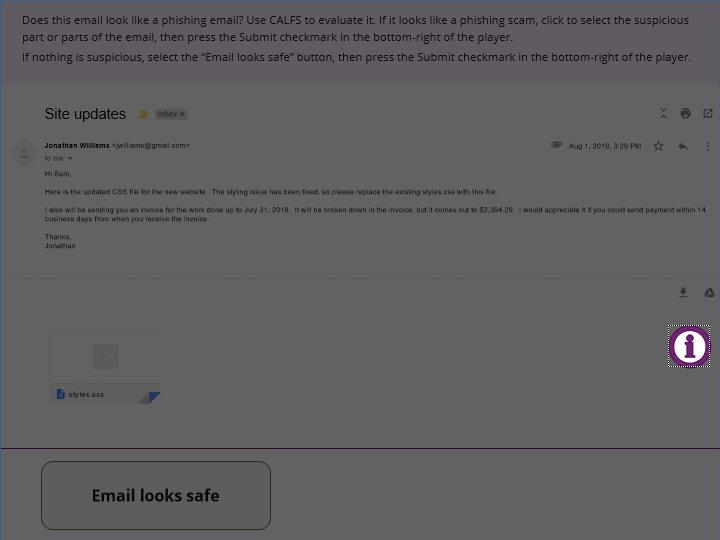 Does this email look like a phishing email? Use CALFS to evaluate it. If it looks like a phishing scam, click to select the suspicious
part or parts of the email, then press the Submit checkmark in the bottom-right of the player.
If nothing is suspicious, select the “Email looks safe” button, then press the Submit checkmark in the bottom-right of the player.
Site updates Inbox x
Jonathan Williams <jwilliams@gmail.com> Aug 1, 2019, 3:29 PM
to me
Hi Sam,
Here is the updated CSS file for the new website. The styling issue has been fixed, so please replace the existing styles.css with this file.
I also will be sending you an invoice for the work done up to July 31, 2019. It will be broken down in the invoice, but it comes out to $2,394.29. I would appreciate it if you could send payment within 14
business days from when you receive the invoice.
Thanks,
Jonathan
styles.css
Email looks safe